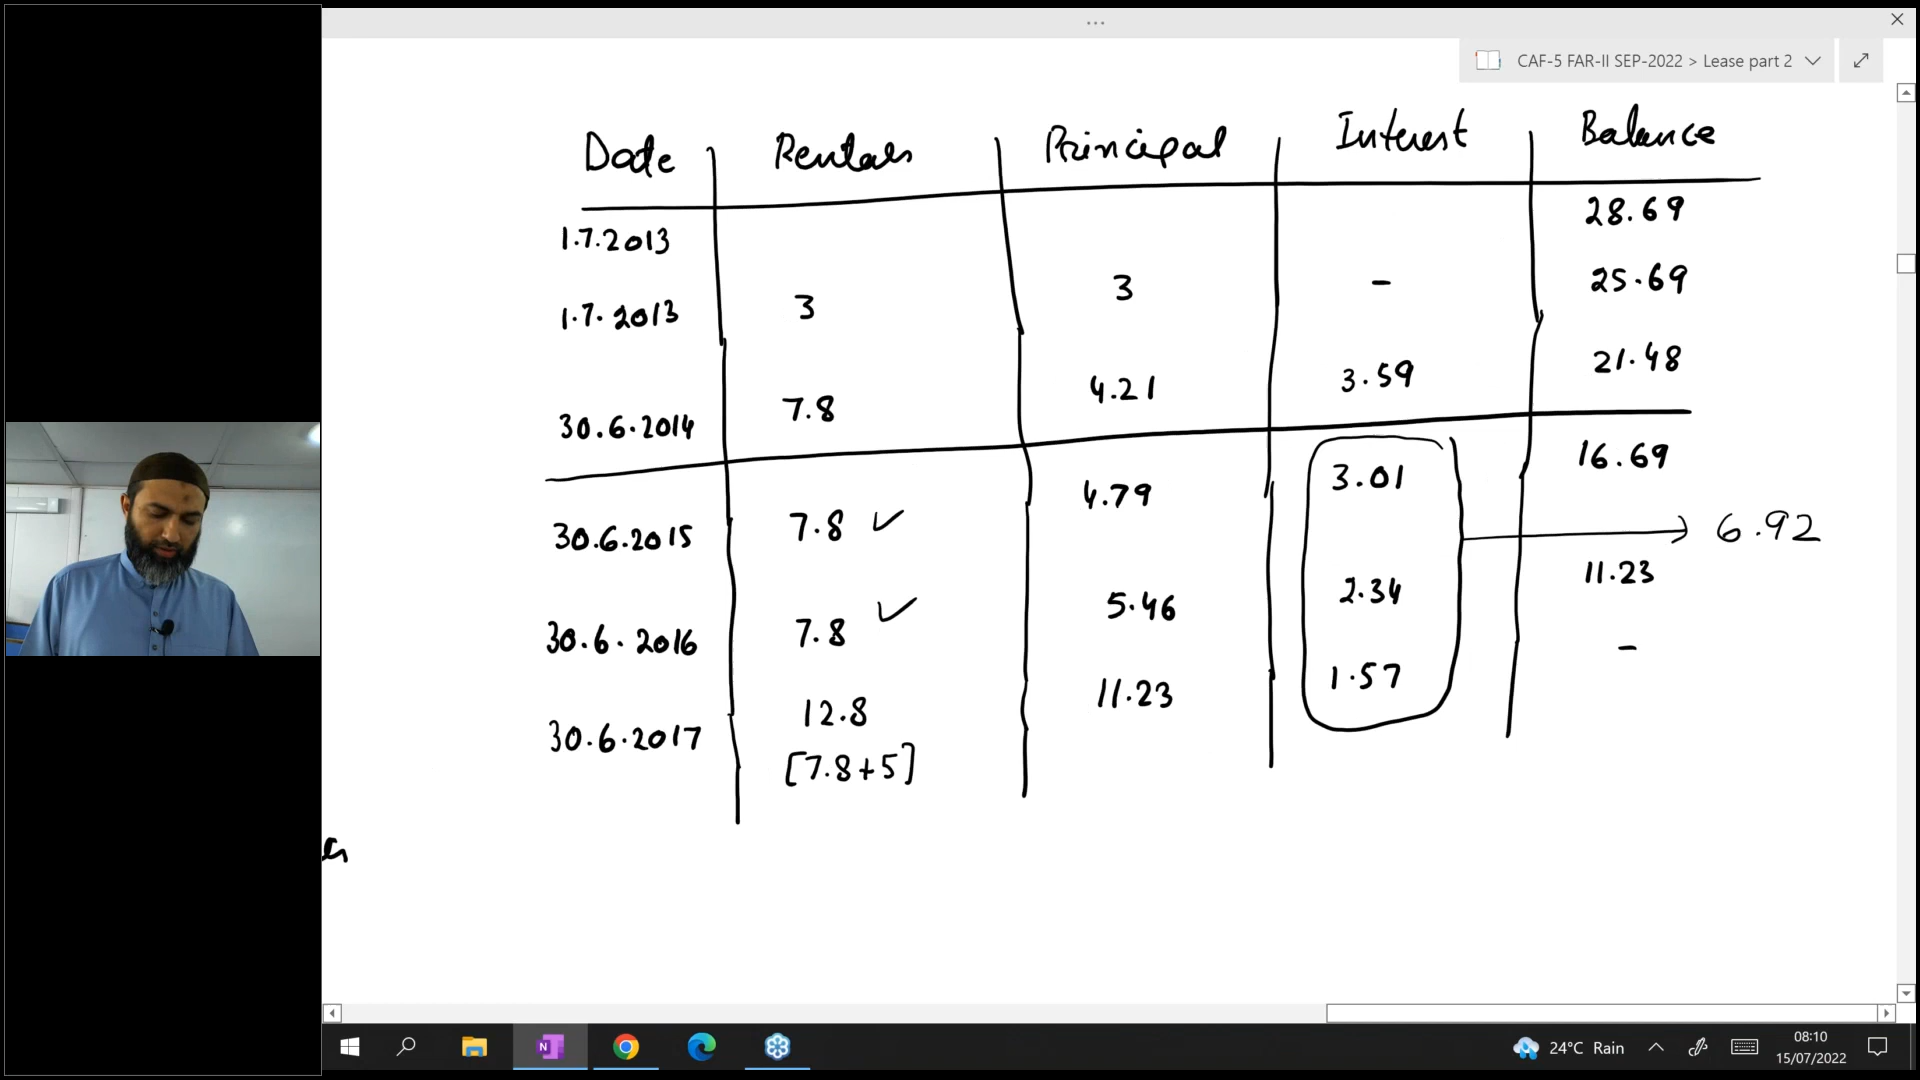 CAF-5 FAR-II SEP-2022 > Lease part 2
Date Rentals Principal Interest Balance
1.7.2013 28.69
1.7.2013 3 3 - 25.69
30.6.2014 7.8 4.21 3.59 21.48
30.6.2015 7.8 ✓ 4.79 3.01 16.69
6.92
30.6.2016 7.8 ✓ 5.46 2.34 11.23
30.6.2017 12.8 11.23 1.57 -
[7.8+5]
24°C Rain
08:10
15/07/2022